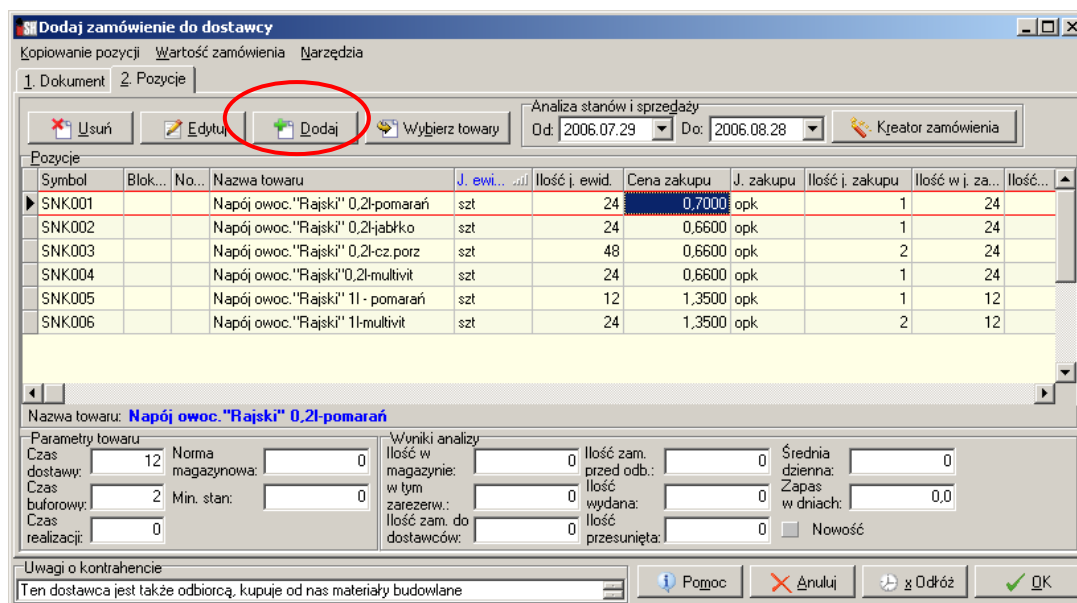 SH Dodaj zamówienie do dostawcy
Kopiowanie pozycji Wartość zamówienia Narzędzia
1. Dokument 2. Pozycje
Analiza stanów i sprzedaży
Usuń Edytuj Dodaj Wybierz towary Od: 2006.07.29 Do: 2006.08.28 Kreator zamówienia
Pozycje
Symbol Blok... No... Nazwa towaru J. ewi... Ilość j. ewid. Cena zakupu J. zakupu Ilość j. zakupu Ilość w j. za... Ilość...
SNK001 Napój owoc."Rajski" 0,2l-pomarań szt 24 0,7000 opk 1 24
SNK002 Napój owoc."Rajski" 0,2l-jabłko szt 24 0,6600 opk 1 24
SNK003 Napój owoc."Rajski" 0,2l-cz.porz szt 48 0,6600 opk 2 24
SNK004 Napój owoc."Rajski"0,2l-multivit szt 24 0,6600 opk 1 24
SNK005 Napój owoc."Rajski" 1l - pomarań szt 12 1,3500 opk 1 12
SNK006 Napój owoc."Rajski" 1l-multivit szt 24 1,3500 opk 2 12
Nazwa towaru: Napój owoc."Rajski" 0,2l-pomarań
Parametry towaru
Czas dostawy: 12 Norma magazynowa: 0
Czas buforowy: 2 Min. stan: 0
Czas realizacji: 0
Wyniki analizy
Ilość w magazynie: 0 Ilość zam. przed odb.: 0 Średnia dzienna: 0
w tym zarezerw.: 0 Ilość wydana: 0 Zapas w dniach: 0,0
Ilość zam. do dostawców: 0 Ilość przesunięta: 0 Nowość
Uwagi o kontrahencie
Ten dostawca jest także odbiorcą, kupuje od nas materiały budowlane
Pomoc Anuluj x Odłóż OK